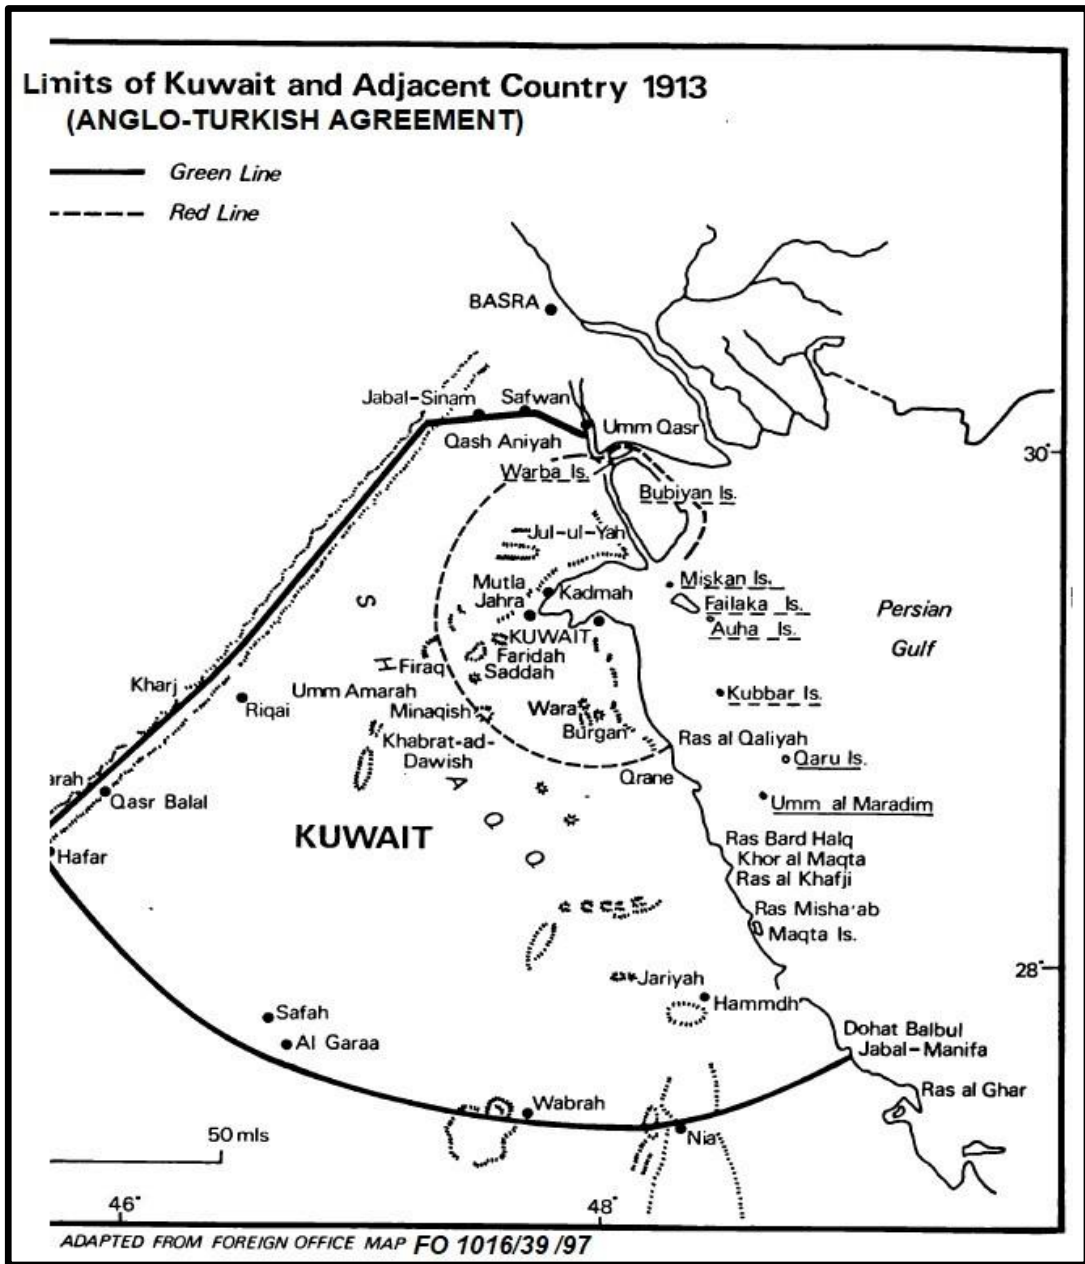 Limits of Kuwait and Adjacent Country 1913
(ANGLO-TURKISH AGREEMENT)
Green Line
Red Line
BASRA
Jabal-Sinam
Safwan
Umm Qasr
Qash Aniyah
30°
Warba Is.
Bubiyan Is.
Jul-ul-Yah
Mutla
Jahra
Kadmah
Miskan Is.
Failaka Is.
Auha Is.
Persian
Gulf
S
H
A
Q
Q
KUWAIT
Faridah
Saddah
Firaq
Kharj
Riqai
Umm Amarah
Minaqish
Kubbar Is.
Wara
Burgan
Khabrat-ad-
Dawish
Ras al Qaliyah
Qaru Is.
Qrane
arah
Qasr Balal
Umm al Maradim
KUWAIT
Hafar
Ras Bard Halq
Khor al Maqta
Ras al Khafji
Ras Misha'ab
Maqta Is.
28°
Jariyah
Hammdh
Safah
Al Garaa
Dohat Balbul
Jabal-Manifa
Ras al Ghar
Wabrah
Nia
50 mls
46°
48°
ADAPTED FROM FOREIGN OFFICE MAP FO 1016/39 /97